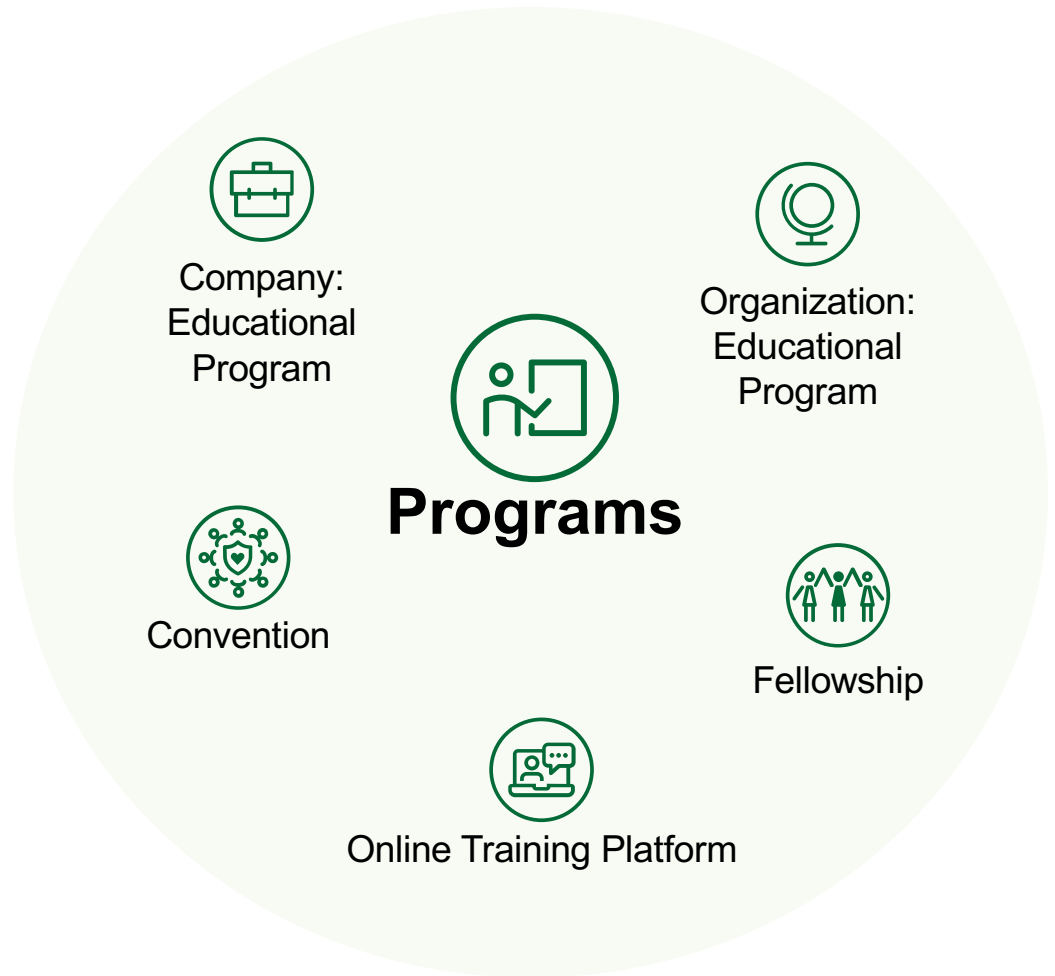 Company:
Educational
Program
Organization:
Educational
Program
Programs
Convention
Fellowship
Online Training Platform